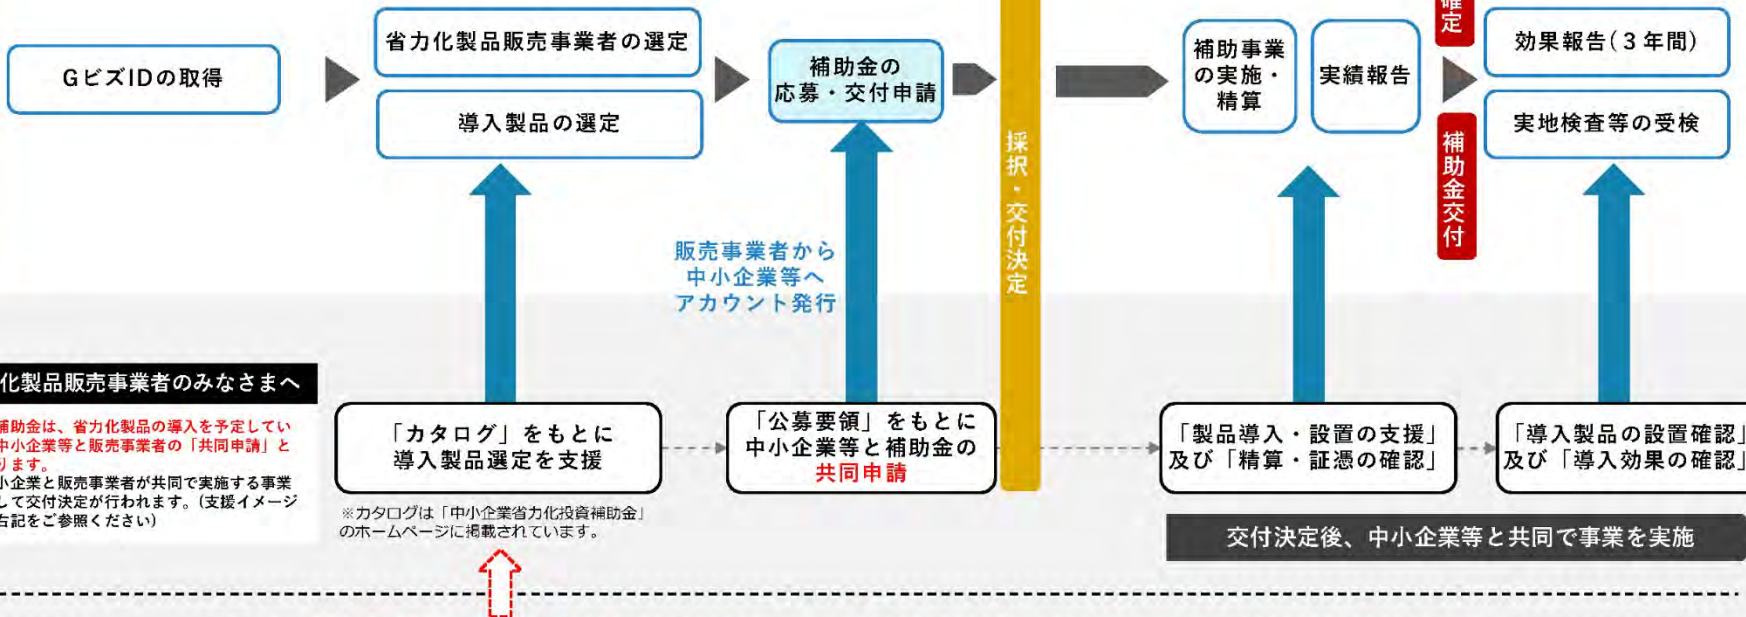 GビズIDの取得
省力化製品販売事業者の選定
導入製品の選定
補助金の
応募・交付申請
採択・交付決定
補助事業
の実施・
精算
実績報告
定
補助金交付
効果報告(3年間)
実地検査等の受検
販売事業者から
中小企業等へ
アカウント発行
化製品販売事業者のみなさまへ
補助金は、省力化製品の導入を予定してい
中小企業等と販売事業者の「共同申請」と
ります。
小企業と販売事業者が共同で実施する事業
して交付決定が行われます。(支援イメージ
右記をご参照ください)
「カタログ」をもとに
導入製品選定を支援
※カタログは「中小企業省力化投資補助金」
のホームページに掲載されています。
「公募要領」をもとに
中小企業等と補助金の
共同申請
「製品導入・設置の支援」
及び「精算・証憑の確認」
「導入製品の設置確認」
及び「導入効果の確認」
交付決定後、中小企業等と共同で事業を実施